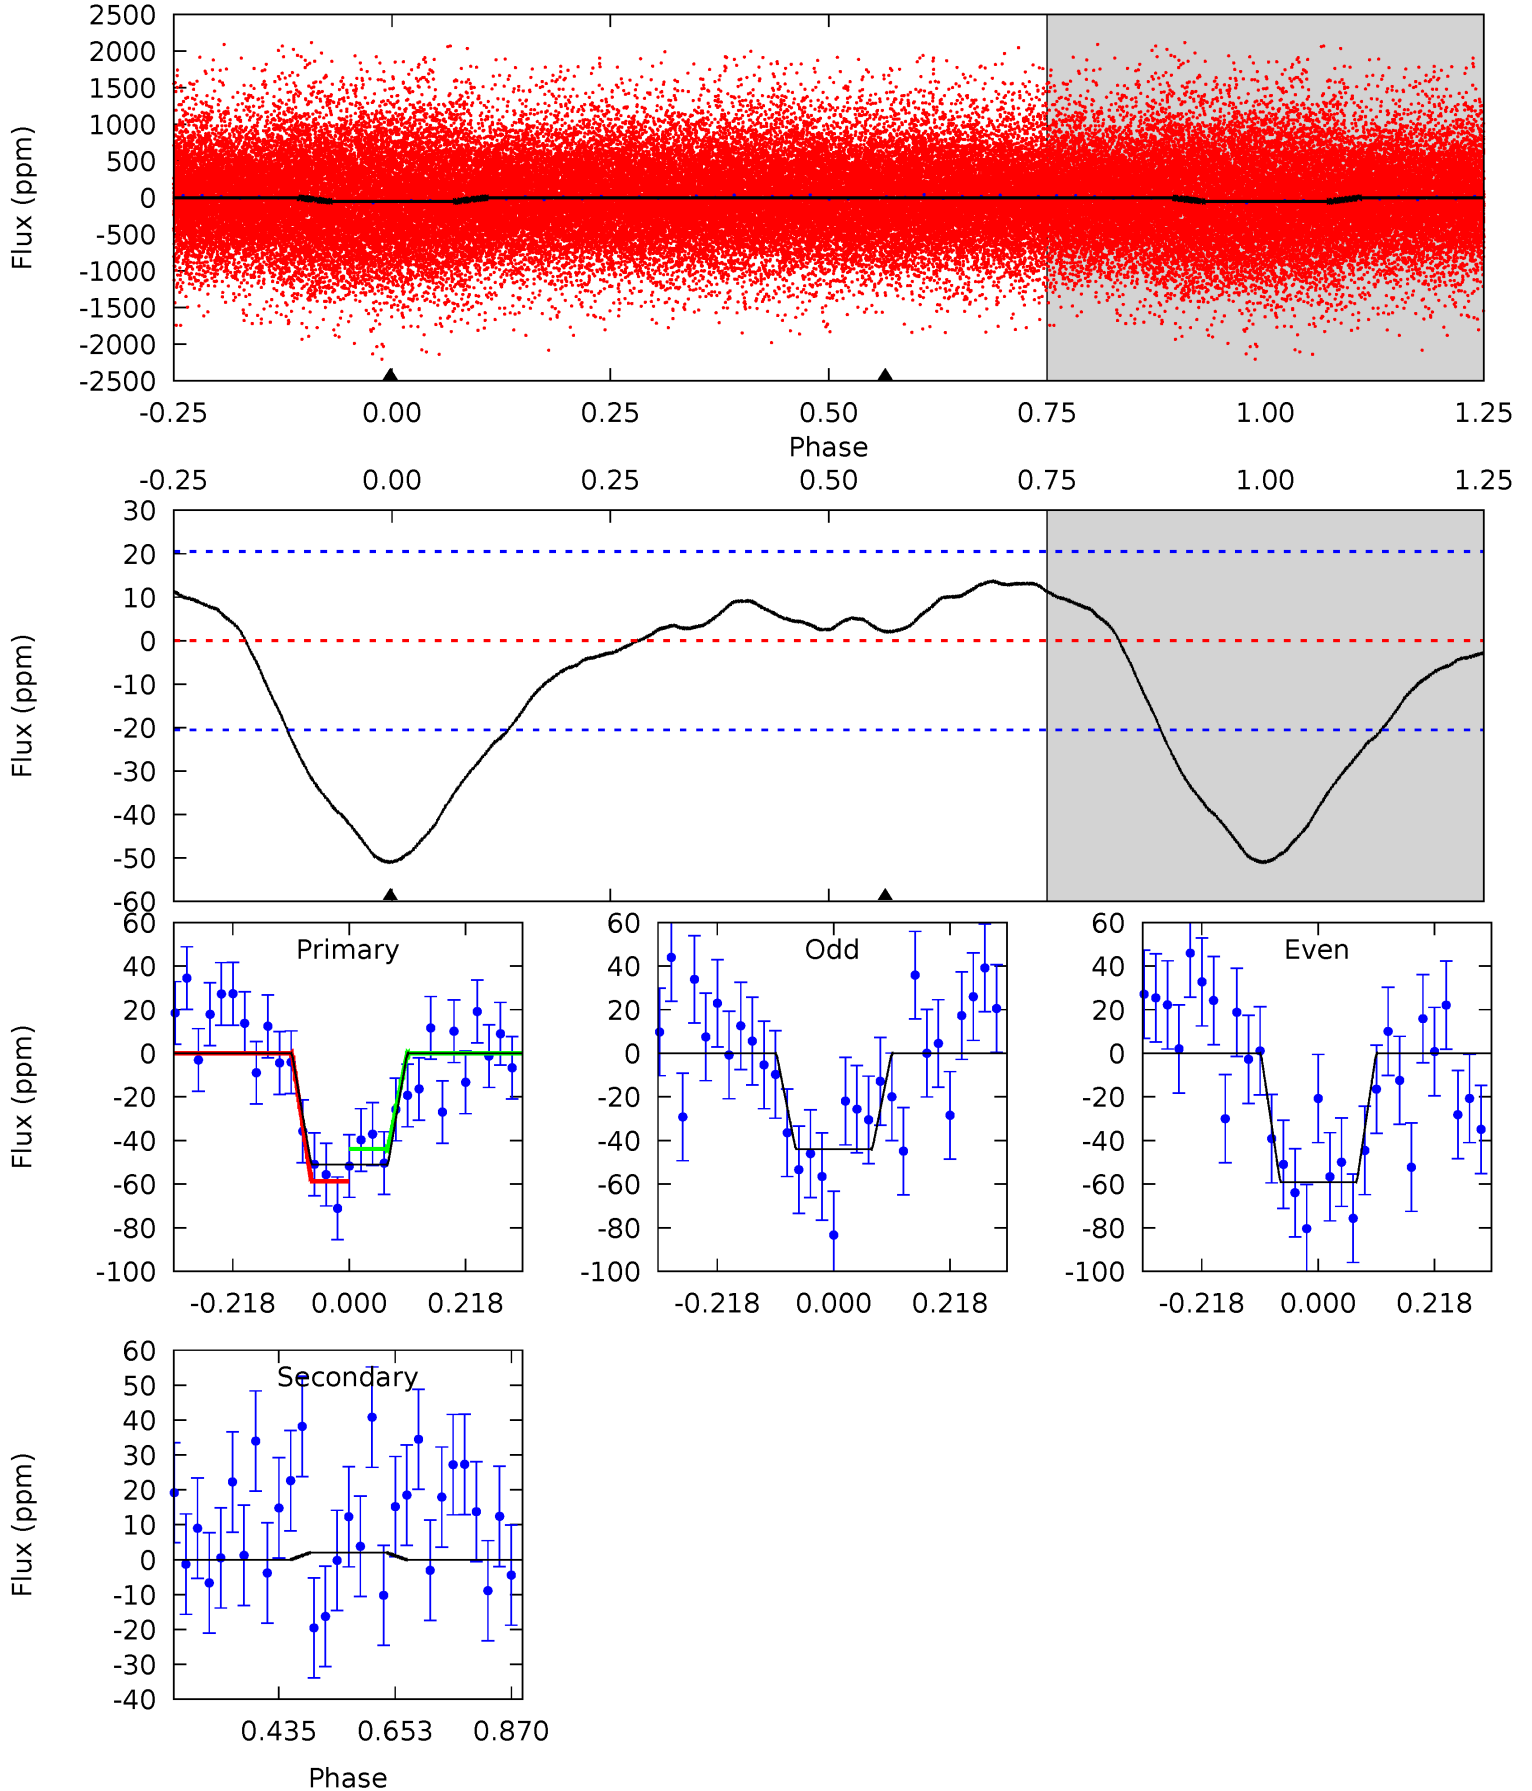 2500
2000
1500
1000
500
0
-500
-1000
-1500
-2000
-2500
Flux (ppm)
-0.25 0.00 0.25 0.50 0.75 1.00 1.25
Phase
-0.25 0.00 0.25 0.50 0.75 1.00 1.25
30
20
10
0
-10
-20
-30
-40
-50
-60
Flux (ppm)
Primary Odd Even
60 60 60
40 40 40
20 20 20
0 0 0
-20 -20 -20
-40 -40 -40
-60 -60 -60
-80 -80 -80
-100 -100 -100
Flux (ppm)
-0.218 0.000 0.218 -0.218 0.000 0.218 -0.218 0.000 0.218
Secondary
60
50
40
30
20
10
0
-10
-20
-30
-40
Flux (ppm)
0.435 0.653 0.870
Phase